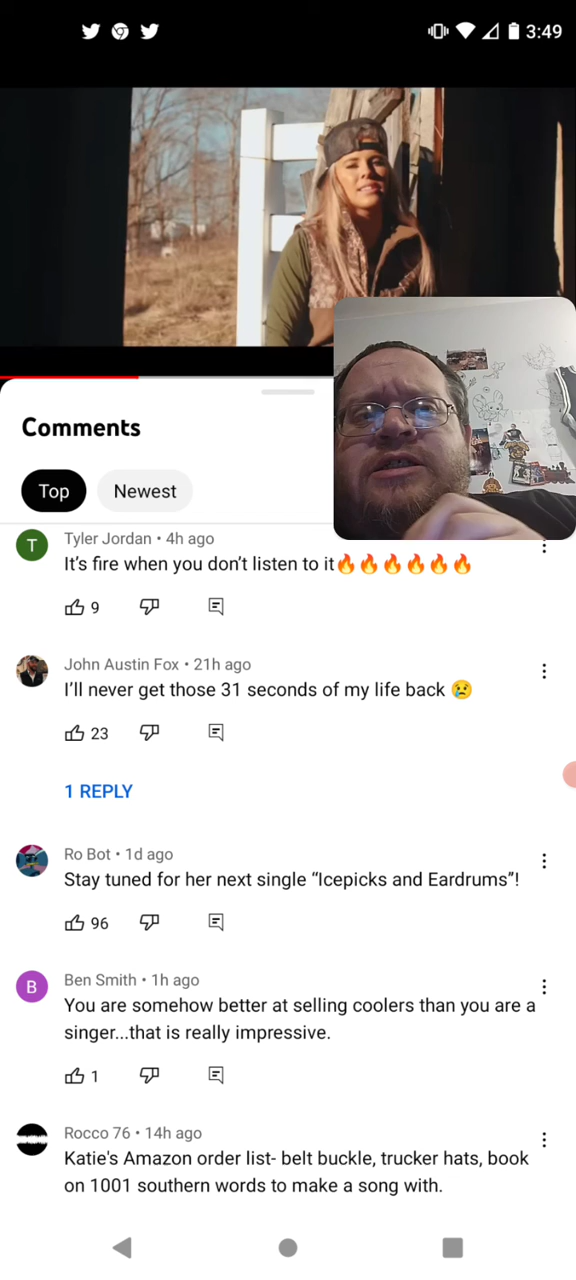 3:49
Comments
Top
Newest
T
Tyler Jordan • 4h ago
It's fire when you don't listen to it🔥🔥🔥🔥🔥🔥
9
John Austin Fox • 21h ago
I'll never get those 31 seconds of my life back 😢
23
1 REPLY
Ro Bot • 1d ago
Stay tuned for her next single “Icepicks and Eardrums”!
96
B
Ben Smith • 1h ago
You are somehow better at selling coolers than you are a
singer...that is really impressive.
1
Rocco 76 • 14h ago
Katie's Amazon order list- belt buckle, trucker hats, book
on 1001 southern words to make a song with.